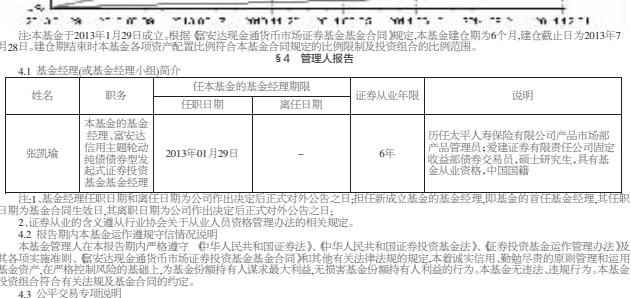 注:本基金于2013年1月29日成立。根据《富安达现金通货币市场证券基金基金合同》规定,本基金建仓期为6个月,建仓截止日为2013年7
月28日。建仓期结束时本基金各项资产配置比例符合本基金合同规定的比例限制及投资组合的比例范围。
§4 管理人报告
4.1 基金经理(或基金经理小组)简介
姓名
职务
任本基金的基金经理期限
任职日期
离任日期
证券从业年限
说明
张凯瑜
本基金的基金
经理、富安达
信用主题轮动
纯债债券型发
起式证券投资
基金基金经理
2013年01月29日
–
6年
历任太平人寿保险有限公司产品市场部
产品管理员;爱建证券有限责任公司固定
收益部债券交易员,硕士研究生,具有基
金从业资格,中国国籍
注:1、基金经理任职日期和离任日期为公司作出决定后正式对外公告之日;担任新成立基金的基金经理,即基金的首任基金经理,其任职
日期为基金合同生效日,其离职日期为公司作出决定后正式对外公告之日;
2、证券从业的含义遵从行业协会关于从业人员资格管理办法的相关规定。
4.2 报告期内本基金运作遵规守信情况说明
本基金管理人在本报告期内严格遵守《中华人民共和国证券法》、《中华人民共和国证券投资基金法》、《证券投资基金运作管理办法》及
其各项实施准则、《富安达现金通货币市场证券投资基金基金合同》和其他有关法律法规的规定,本着诚实信用、勤勉尽责的原则管理和运用
基金资产,在严格控制风险的基础上,为基金份额持有人谋求最大利益,无损害基金份额持有人利益的行为。本基金无违法、违规行为。本基金
投资组合符合有关法规及基金合同的约定。
4.3 公平交易专项说明